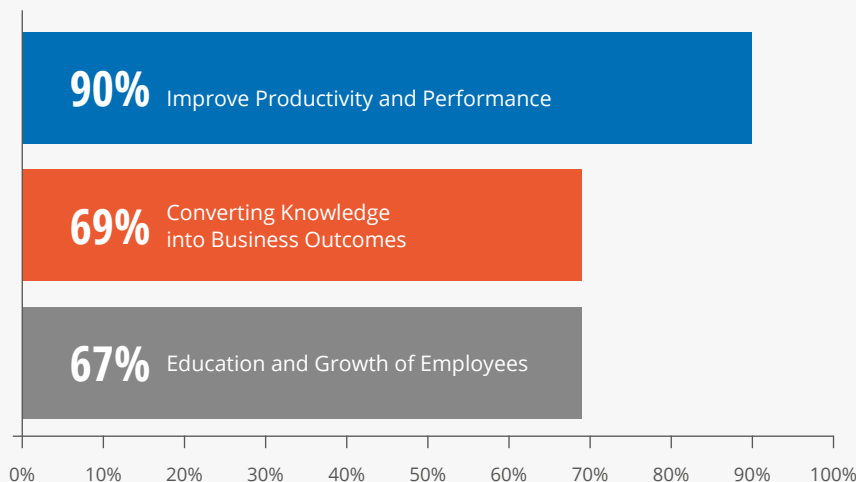 90% Improve Productivity and Performance
69% Converting Knowledge
into Business Outcomes
67% Education and Growth of Employees
0% 10% 20% 30% 40% 50% 60% 70% 80% 90% 100%